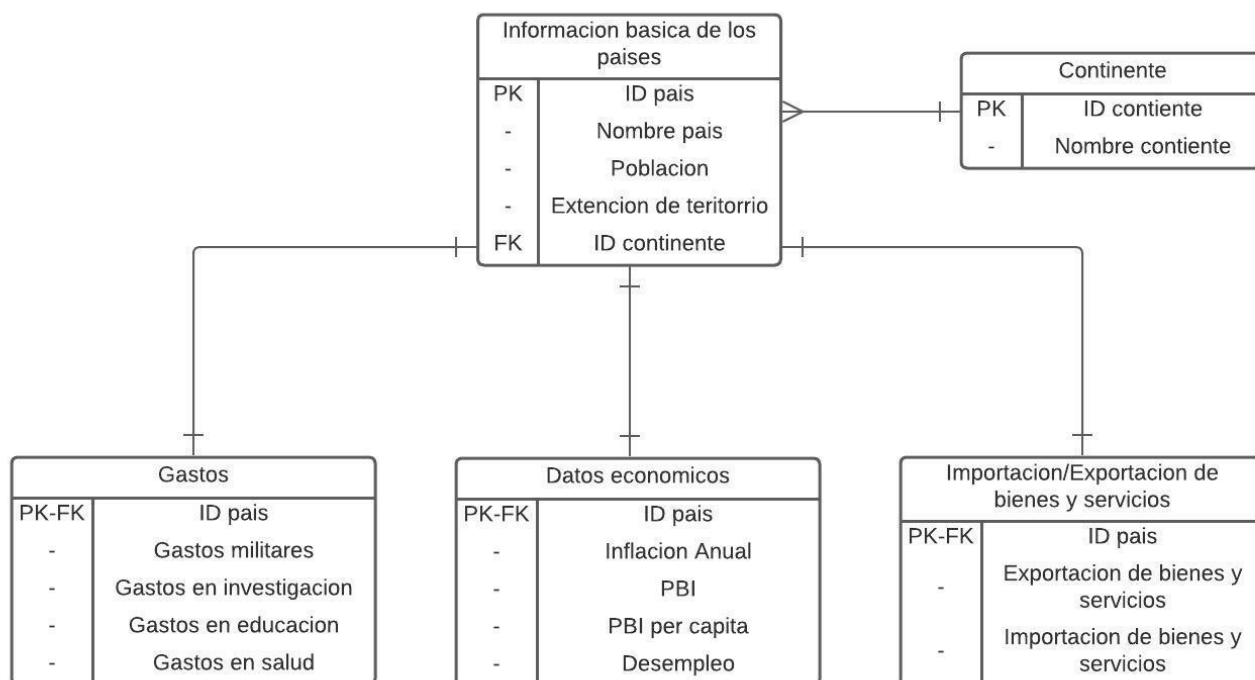 Informacion basica de los
paises
PK ID pais
- Nombre pais
- Poblacion
- Extencion de teritorrio
FK ID continente
Continente
PK ID contiente
- Nombre contiente
Gastos
PK-FK ID pais
- Gastos militares
- Gastos en investigacion
- Gastos en educacion
- Gastos en salud
Datos economicos
PK-FK ID pais
- Inflacion Anual
- PBI
- PBI per capita
- Desempleo
Importacion/Exportacion de
bienes y servicios
PK-FK ID pais
- Exportacion de bienes y
servicios
- Importacion de bienes y
servicios